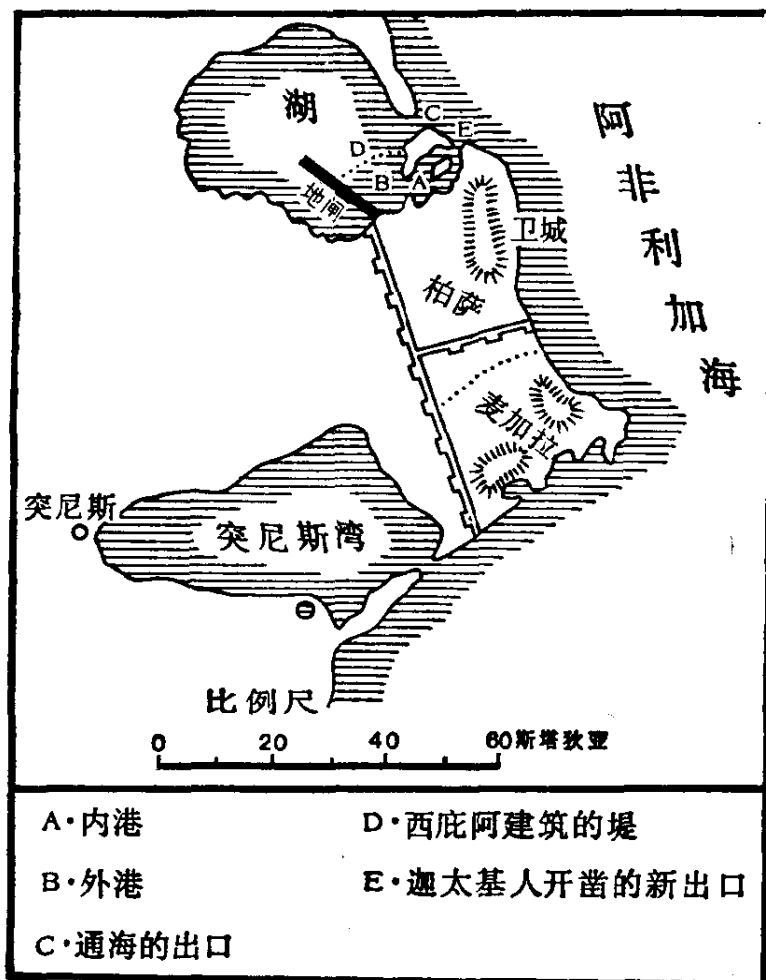 湖
C
E
D
B
A
地闸
阿非利加海
卫城
柏萨
麦加拉
突尼斯
突尼斯湾
比例尺
0 20 40 60斯塔狄亚
A·内港
B·外港
C·通海的出口
D·西庇阿建筑的堤
E·迦太基人开凿的新出口